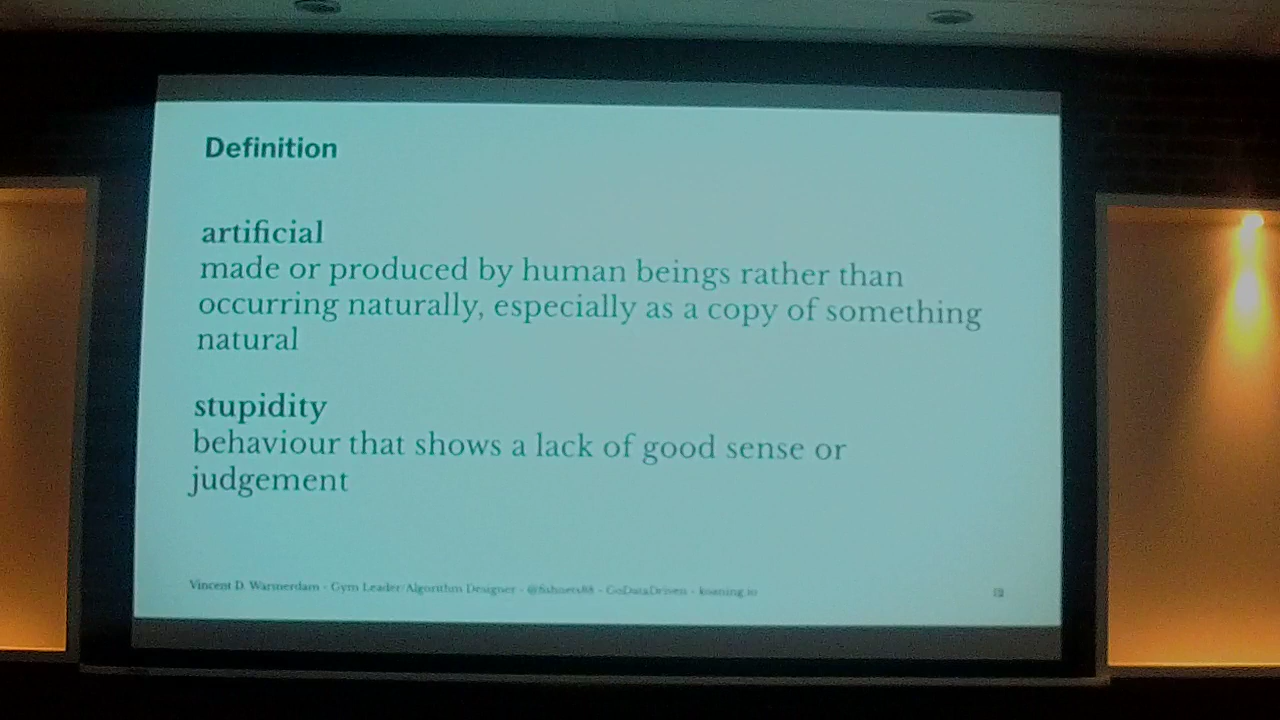 Definition
artificial
made or produced by human beings rather than
occurring naturally, especially as a copy of something
natural
stupidity
behaviour that shows a lack of good sense or
judgement
Vincent D. Warmerdam - Gym Leader/Algorithm Designer - @fishnets88 - GoDataDriven - koaning.io